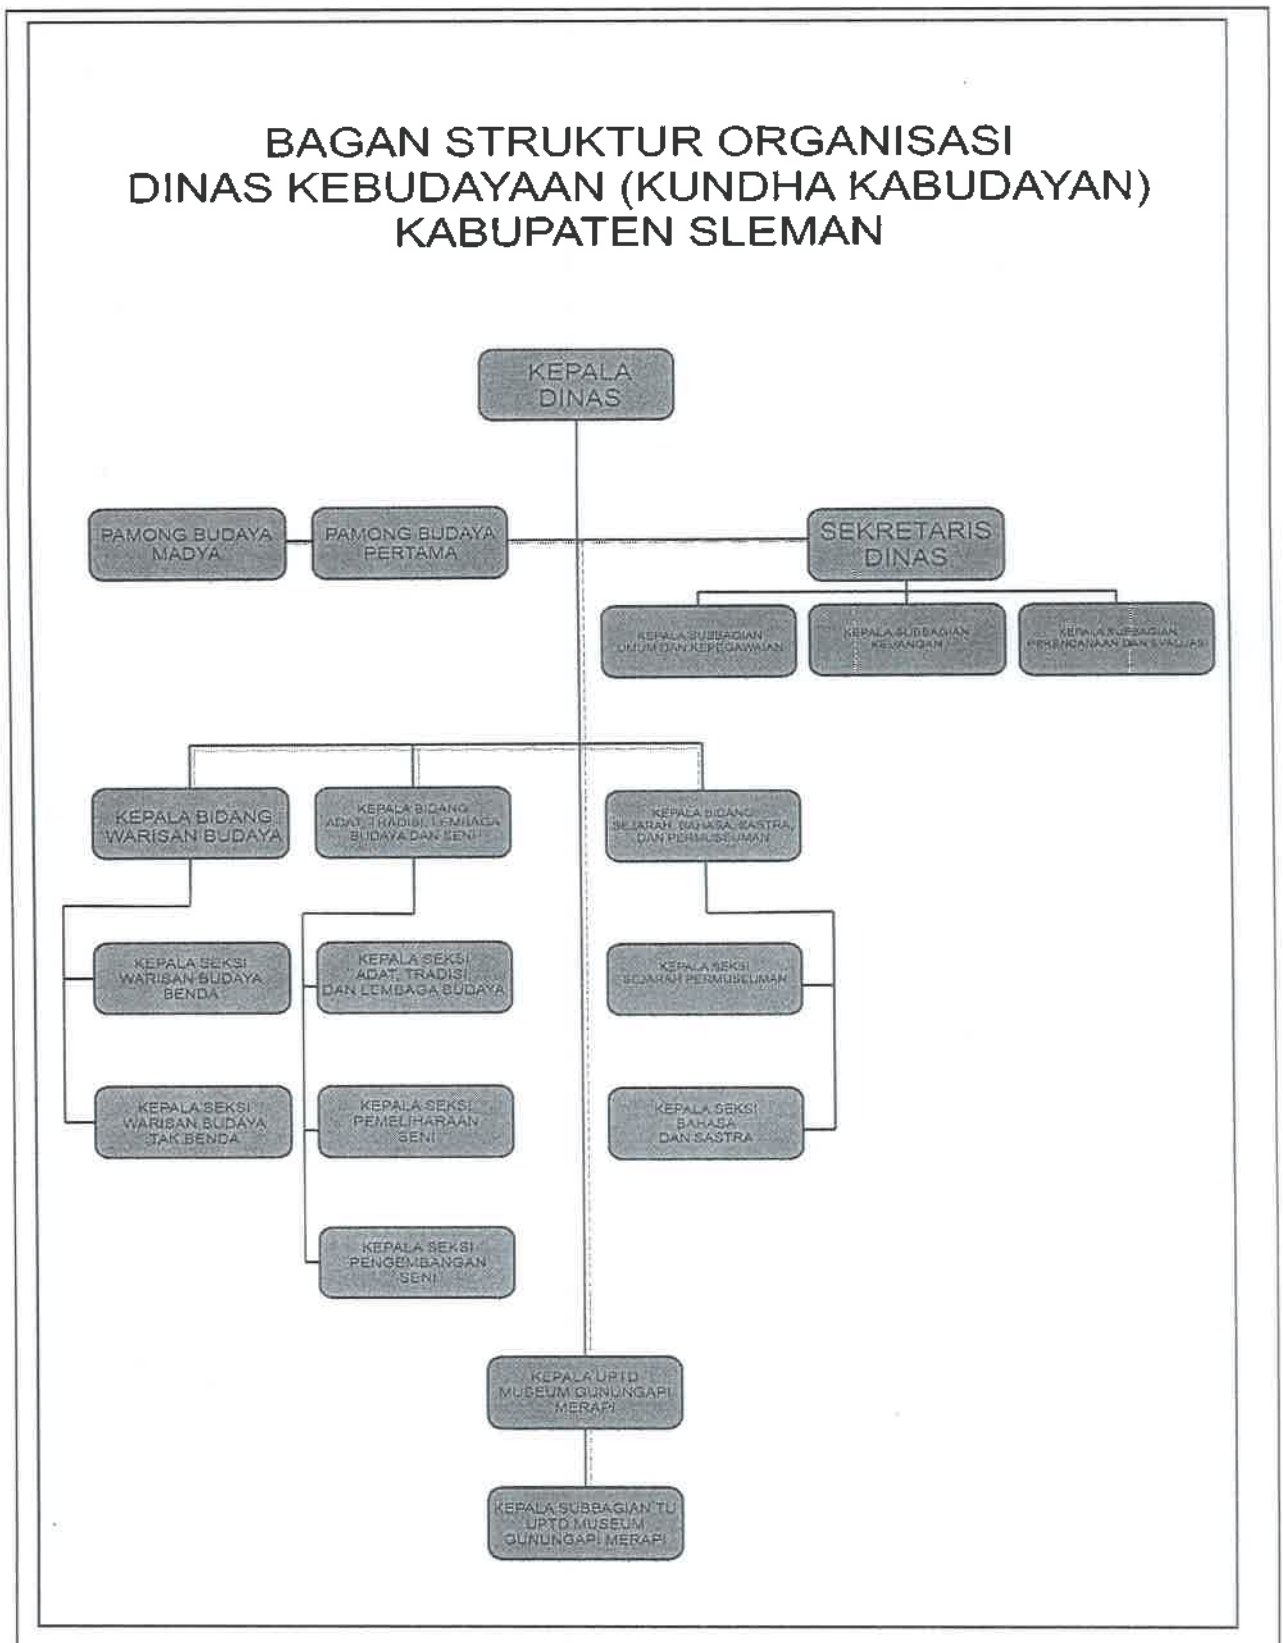 BAGAN STRUKTUR ORGANISASI
DINAS KEBUDAYAAN (KUNDHA KABUDAYAN)
KABUPATEN SLEMAN
KEPALA
DINAS
PAMONG BUDAYA
MADYA
PAMONG BUDAYA
PERTAMA
SEKRETARIS
DINAS
KEPALA SUBBAGIAN
UMUM DAN KEPEGAWAIAN
KEPALA SUBBAGIAN
KEUANGAN
KEPALA SUBBAGIAN
PERENCANAAN DAN EVALUASI
KEPALA BIDANG
WARISAN BUDAYA
KEPALA BIDANG
ADAT, TRADISI, LEMBAGA
BUDAYA DAN SENI
KEPALA BIDANG
SEJARAH, BAHASA, SASTRA,
DAN PERMUSEUMAN
KEPALA SEKSI
WARISAN BUDAYA
BENDA
KEPALA SEKSI
ADAT, TRADISI
DAN LEMBAGA BUDAYA
KEPALA SEKSI
SEJARAH PERMUSEUMAN
KEPALA SEKSI
WARISAN BUDAYA
TAK BENDA
KEPALA SEKSI
PEMELIHARAAN
SENI
KEPALA SEKSI
BAHASA
DAN SASTRA
KEPALA SEKSI
PENGEMBANGAN
SENI
KEPALA UPTD
MUSEUM GUNUNGAPI
MERAPI
KEPALA SUBBAGIAN TU
UPTD MUSEUM
GUNUNGAPI MERAPI